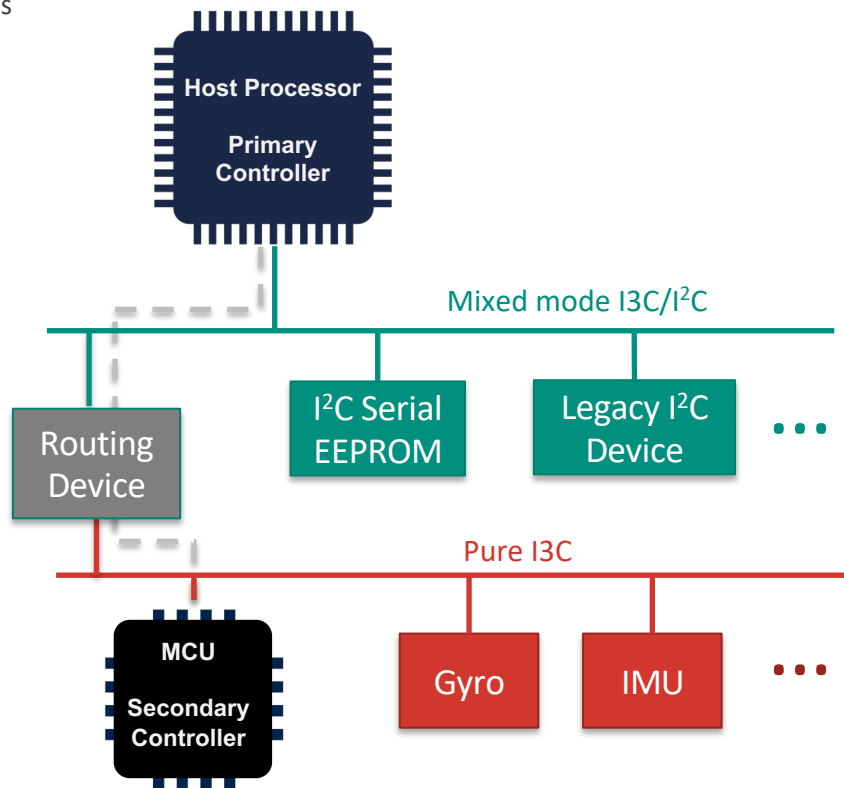 s
Host Processor
Primary
Controller
Mixed mode I3C/I²C
Routing
Device
I²C Serial
EEPROM
Legacy I²C
Device
...
Pure I3C
MCU
Secondary
Controller
Gyro
IMU
...